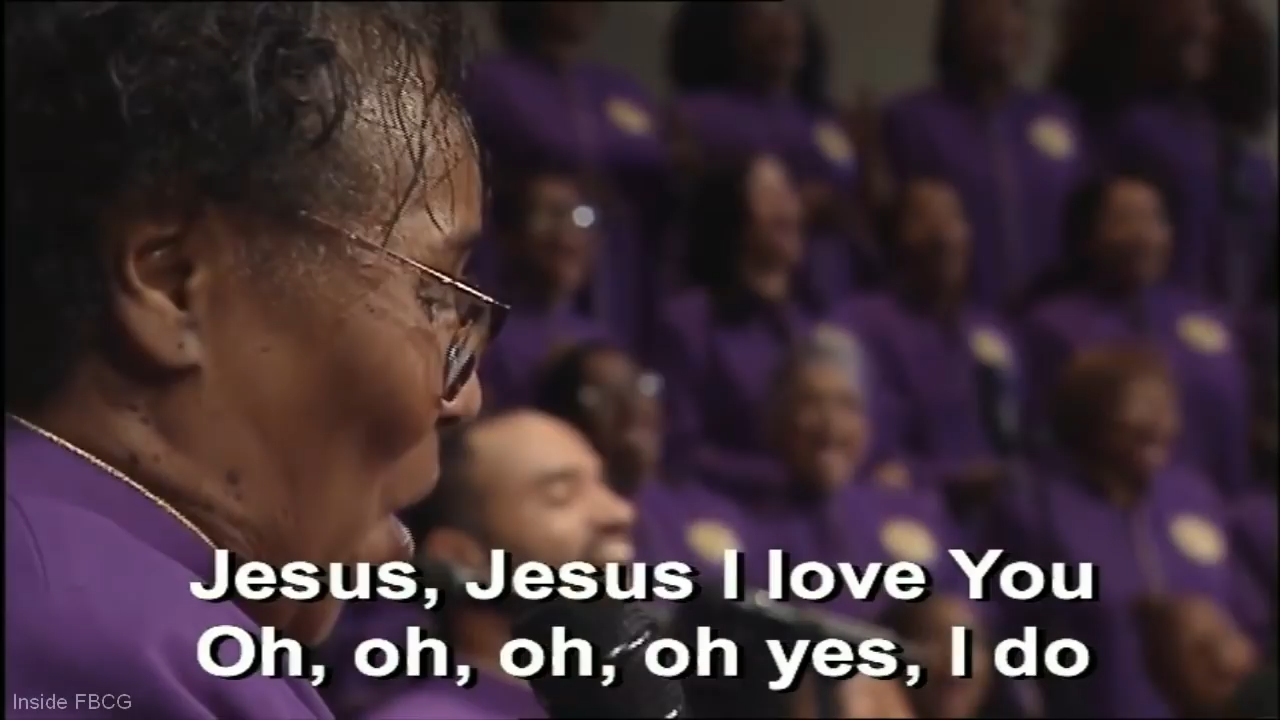 Jesus, Jesus I love You
Oh, oh, oh, oh yes, I do
Inside FBCG